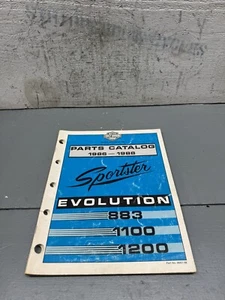 PARTS CATALOG
1986–1988
Sportster
EVOLUTION
883
1100
1200